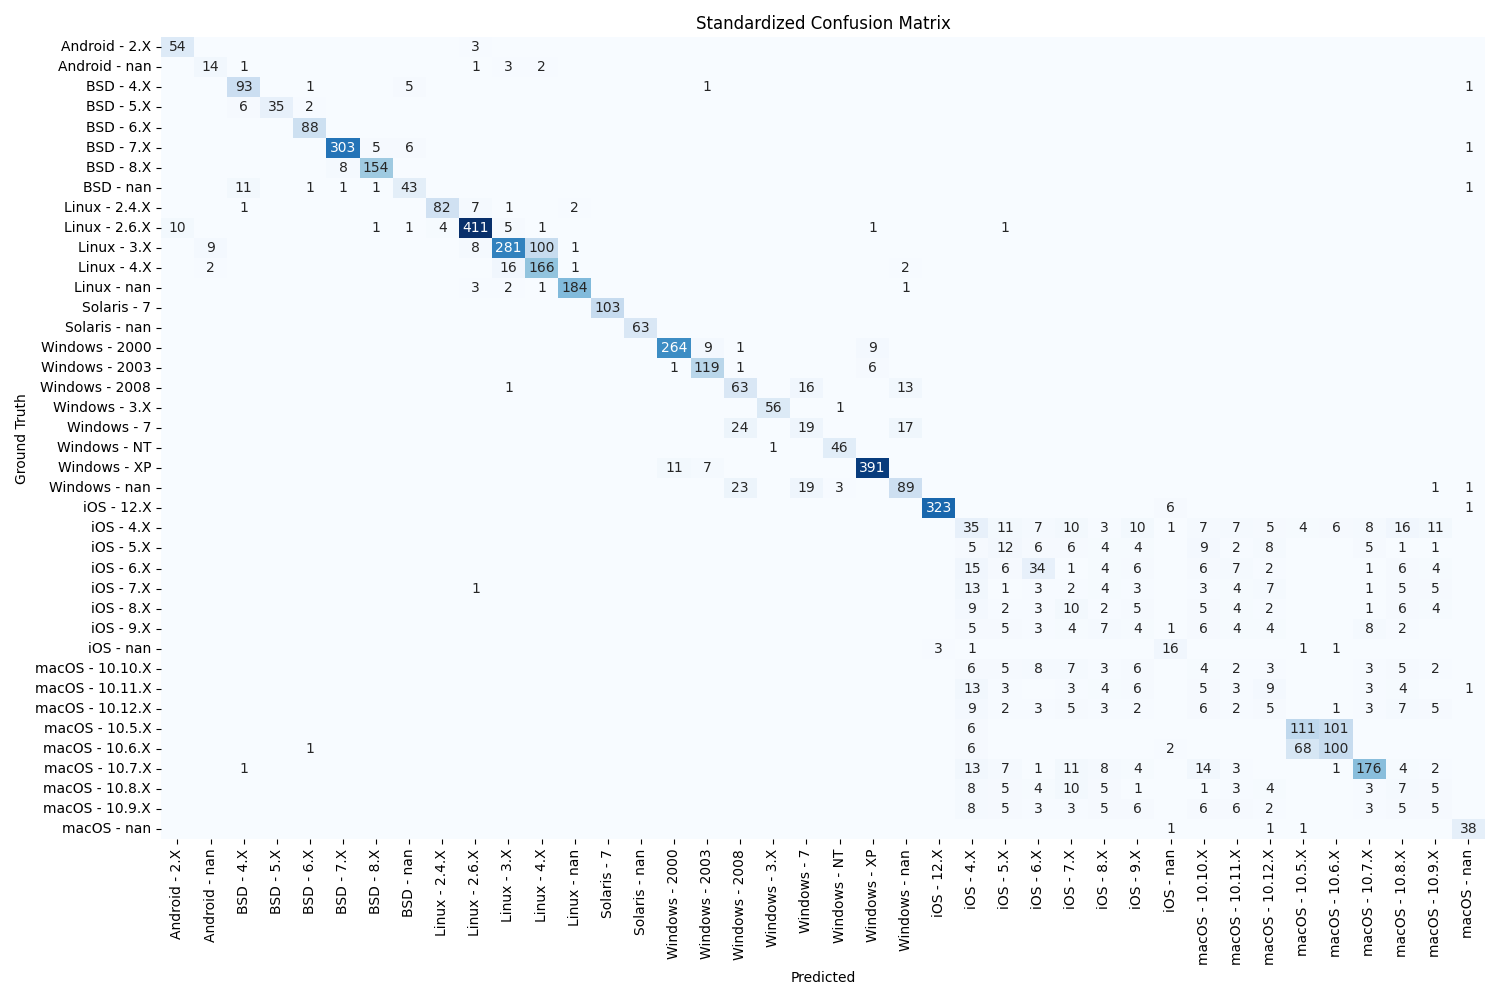 Standardized Confusion Matrix
Ground Truth
Android - 2.X 54 3
Android - nan 14 1 1 3 2
BSD - 4.X 93 1 5 1 1
BSD - 5.X 6 35 2
BSD - 6.X 88
BSD - 7.X 303 5 6 1
BSD - 8.X 8 154
BSD - nan 11 1 1 1 43 1
Linux - 2.4.X 1 82 7 1 2
Linux - 2.6.X 10 1 1 4 411 5 1 1 1
Linux - 3.X 9 8 281 100 1
Linux - 4.X 2 16 166 1 2
Linux - nan 3 2 1 184 1
Solaris - 7 103
Solaris - nan 63
Windows - 2000 264 9 1 9
Windows - 2003 1 119 1 6
Windows - 2008 1 63 16 13
Windows - 3.X 56 1
Windows - 7 24 19 17
Windows - NT 1 46
Windows - XP 11 7 391
Windows - nan 23 19 3 89 1 1
iOS - 12.X 323 6 1
iOS - 4.X 35 11 7 10 3 10 1 7 7 5 4 6 8 16 11
iOS - 5.X 5 12 6 6 4 4 9 2 8 5 1 1
iOS - 6.X 15 6 34 1 4 6 6 7 2 1 6 4
iOS - 7.X 1 13 1 3 2 4 3 3 4 7 1 5 5
iOS - 8.X 9 2 3 10 2 5 5 4 2 1 6 4
iOS - 9.X 5 5 3 4 7 4 1 6 4 4 8 2
iOS - nan 3 1 16 1 1
macOS - 10.10.X 6 5 8 7 3 6 4 2 3 3 5 2
macOS - 10.11.X 13 3 3 4 6 5 3 9 3 4 1
macOS - 10.12.X 9 2 3 5 3 2 6 2 5 1 3 7 5
macOS - 10.5.X 6 111 101
macOS - 10.6.X 1 6 2 68 100
macOS - 10.7.X 1 13 7 1 11 8 4 14 3 1 176 4 2
macOS - 10.8.X 8 5 4 10 5 1 1 3 4 3 7 5
macOS - 10.9.X 8 5 3 3 5 6 6 6 2 3 5 5
macOS - nan 1 1 1 38
Android - 2.X
Android - nan
BSD - 4.X
BSD - 5.X
BSD - 6.X
BSD - 7.X
BSD - 8.X
BSD - nan
Linux - 2.4.X
Linux - 2.6.X
Linux - 3.X
Linux - 4.X
Linux - nan
Solaris - 7
Solaris - nan
Windows - 2000
Windows - 2003
Windows - 2008
Windows - 3.X
Windows - 7
Windows - NT
Windows - XP
Windows - nan
iOS - 12.X
iOS - 4.X
iOS - 5.X
iOS - 6.X
iOS - 7.X
iOS - 8.X
iOS - 9.X
iOS - nan
macOS - 10.10.X
macOS - 10.11.X
macOS - 10.12.X
macOS - 10.5.X
macOS - 10.6.X
macOS - 10.7.X
macOS - 10.8.X
macOS - 10.9.X
macOS - nan
Predicted